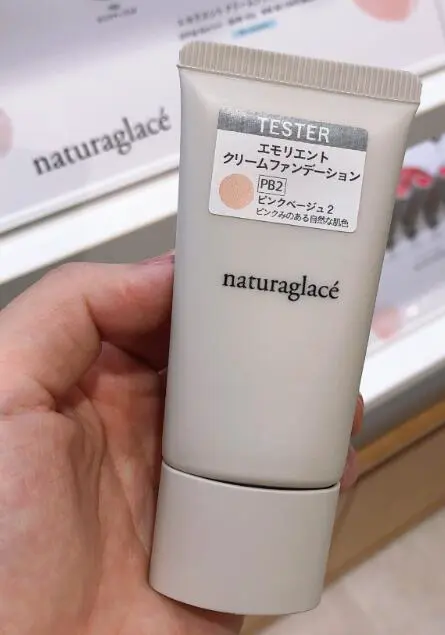 naturaglacé
TESTER
エモリエント
クリームファンデーション
PB2
ピンクベージュ2
ピンクみのある自然な肌色
naturaglacé